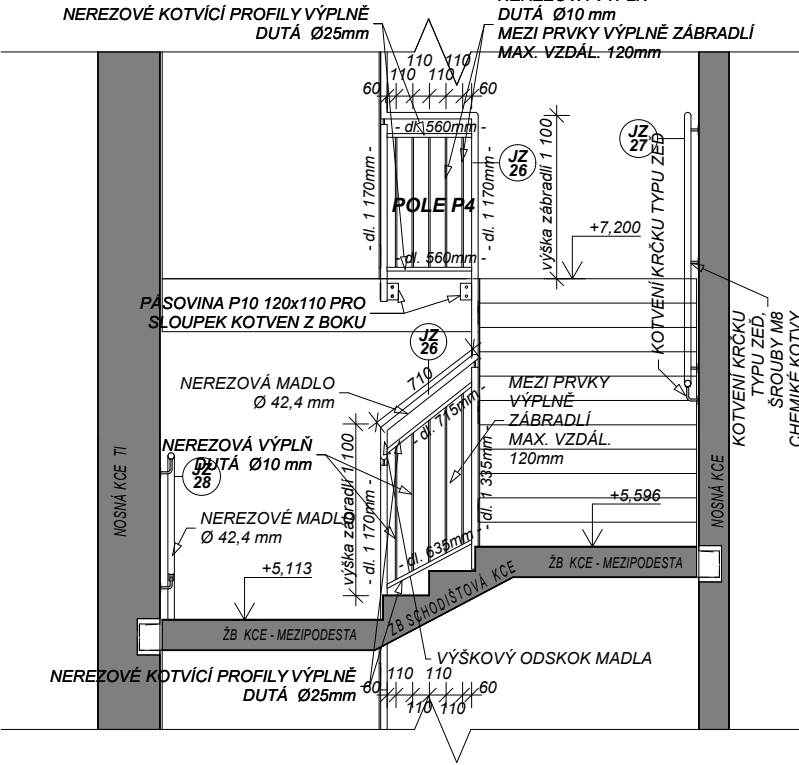 NEREZOVÉ KOTVÍCÍ PROFILY VÝPLNĚ
DUTÁ Ø25mm
DUTÁ Ø10 mm
MEZI PRVKY VÝPLNĚ ZÁBRADLÍ
MAX. VZDÁL. 120mm
110 110
60 110 110 60
- dl. 560mm -
JZ
26
JZ
27
- dl. 1 170mm -
POLE P4
- dl. 1 170mm -
výška zábradlí 1 100
KOTVENÍ KRČKU TYPU ZEĎ
+7,200
- dl. 560mm -
PÁSOVINA P10 120x110 PRO
SLOUPEK KOTVEN Z BOKU
JZ
26
KOTVENÍ KRČKU
TYPU ZEĎ,
ŠROUBY M8
CHEMIKÉ KOTVY
710
NEREZOVÁ MADLO
Ø 42,4 mm
- dl. 715mm -
MEZI PRVKY
VÝPLNĚ
ZÁBRADLÍ
MAX. VZDÁL.
120mm
NEREZOVÁ VÝPLŇ
DUTÁ Ø10 mm
JZ
28
NOSNÁ KCE TI
NOSNÁ KCE
výška zábradlí 1 100
- dl. 1 170mm -
- dl. 1 335mm -
NEREZOVÉ MADLO
Ø 42,4 mm
+5,596
- dl. 635mm -
+5,113
ŽB KCE - MEZIPODESTA
ŽB SCHODIŠTOVÁ KCE
ŽB KCE - MEZIPODESTA
VÝŠKOVÝ ODSKOK MADLA
NEREZOVÉ KOTVÍCÍ PROFILY VÝPLNĚ
DUTÁ Ø25mm
60 110 110 60
110 110